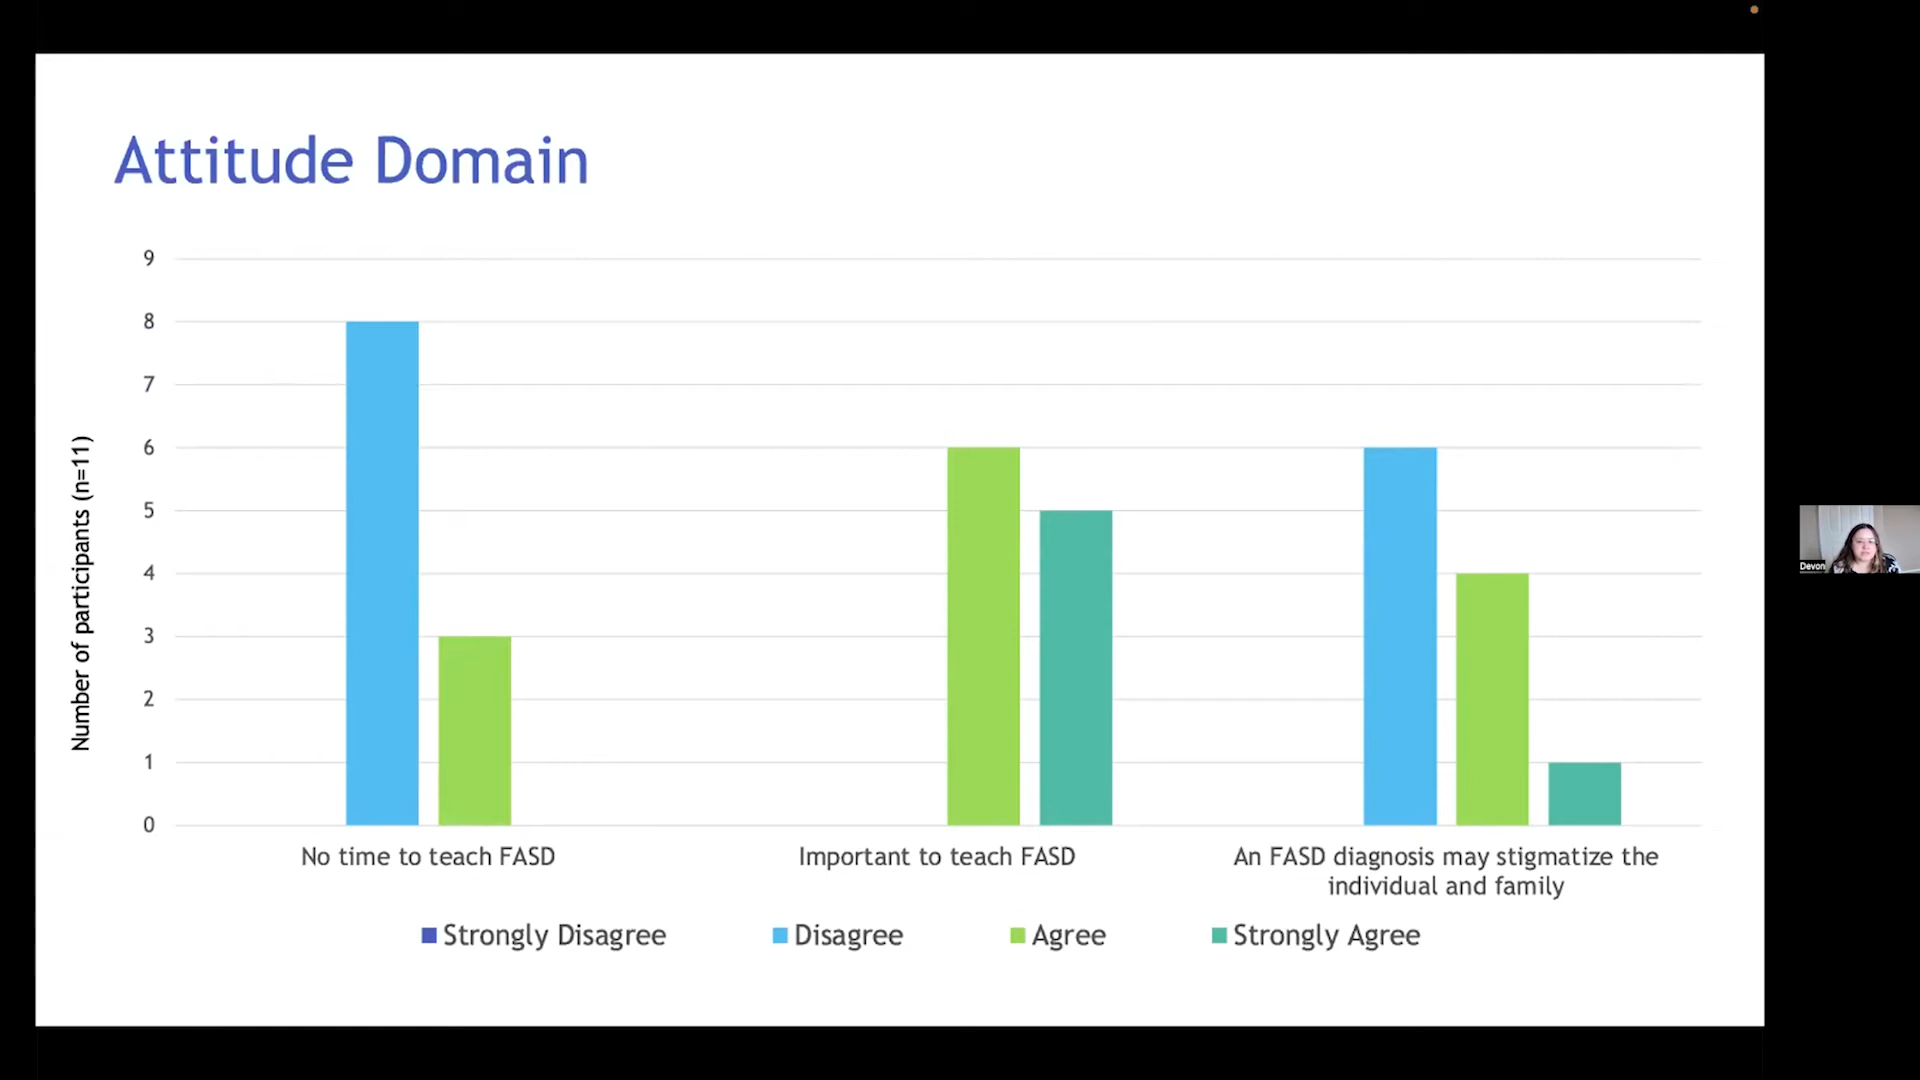 Attitude Domain
9
8
7
6
5
4
3
2
1
0
Number of participants (n=11)
No time to teach FASD
Important to teach FASD
An FASD diagnosis may stigmatize the
individual and family
Strongly Disagree
Disagree
Agree
Strongly Agree
Devon